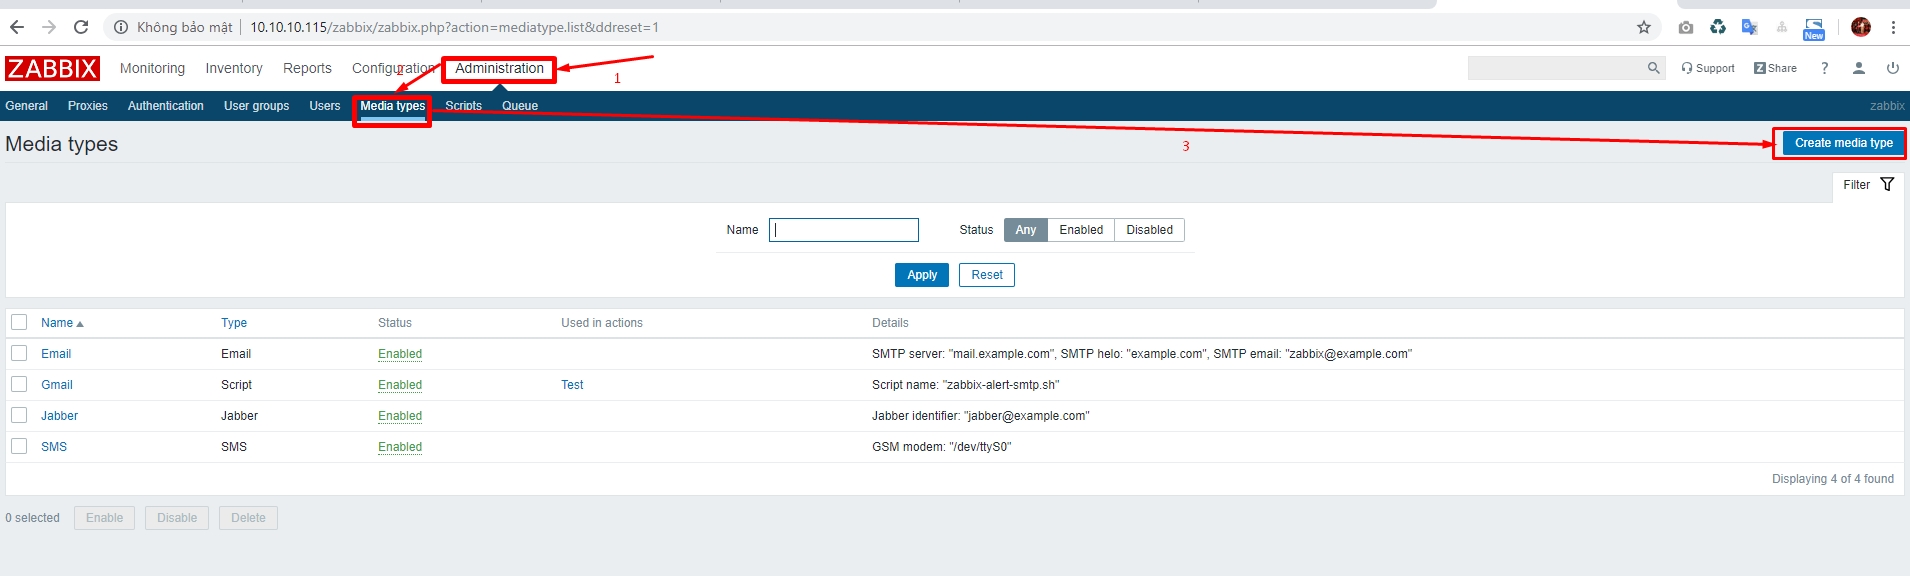 Không bảo mật | 10.10.10.115/zabbix/zabbix.php?action=mediatype.list&ddreset=1
New
ZABBIX Monitoring Inventory Reports Configuration Administration Support Z Share ?
2 1
General Proxies Authentication User groups Users Media types Scripts Queue zabbix
Media types 3 Create media type
Filter
Name Status Any Enabled Disabled
Apply Reset
Name Type Status Used in actions Details
Email Email Enabled SMTP server: "mail.example.com", SMTP helo: "example.com", SMTP email: "zabbix@example.com"
Gmail Script Enabled Test Script name: "zabbix-alert-smtp.sh"
Jabber Jabber Enabled Jabber identifier: "jabber@example.com"
SMS SMS Enabled GSM modem: "/dev/ttyS0"
Displaying 4 of 4 found
0 selected Enable Disable Delete